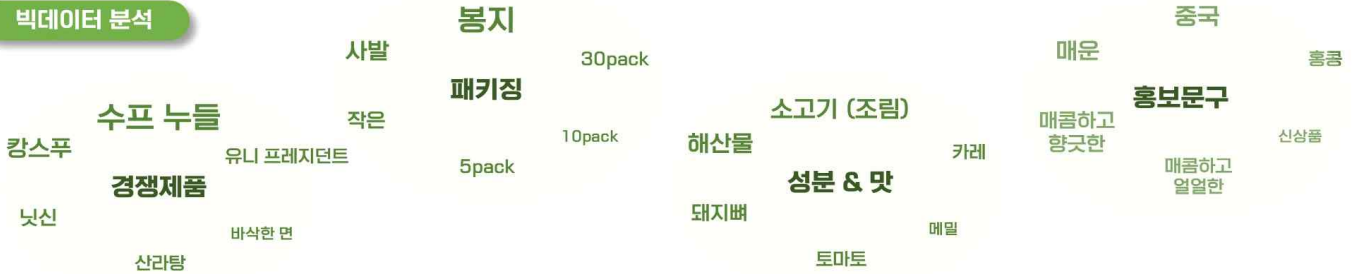 빅데이터 분석
수프 누들
캉스푸
유니 프레지던트
경쟁제품
닛신
바삭한 면
산라탕
봉지
사발
30pack
패키징
작은
10pack
5pack
소고기 (조림)
해산물
카레
성분 & 맛
돼지뼈
메밀
토마토
중국
매운
홍콩
홍보문구
매콤하고
향긋한
신상품
매콤하고
얼얼한